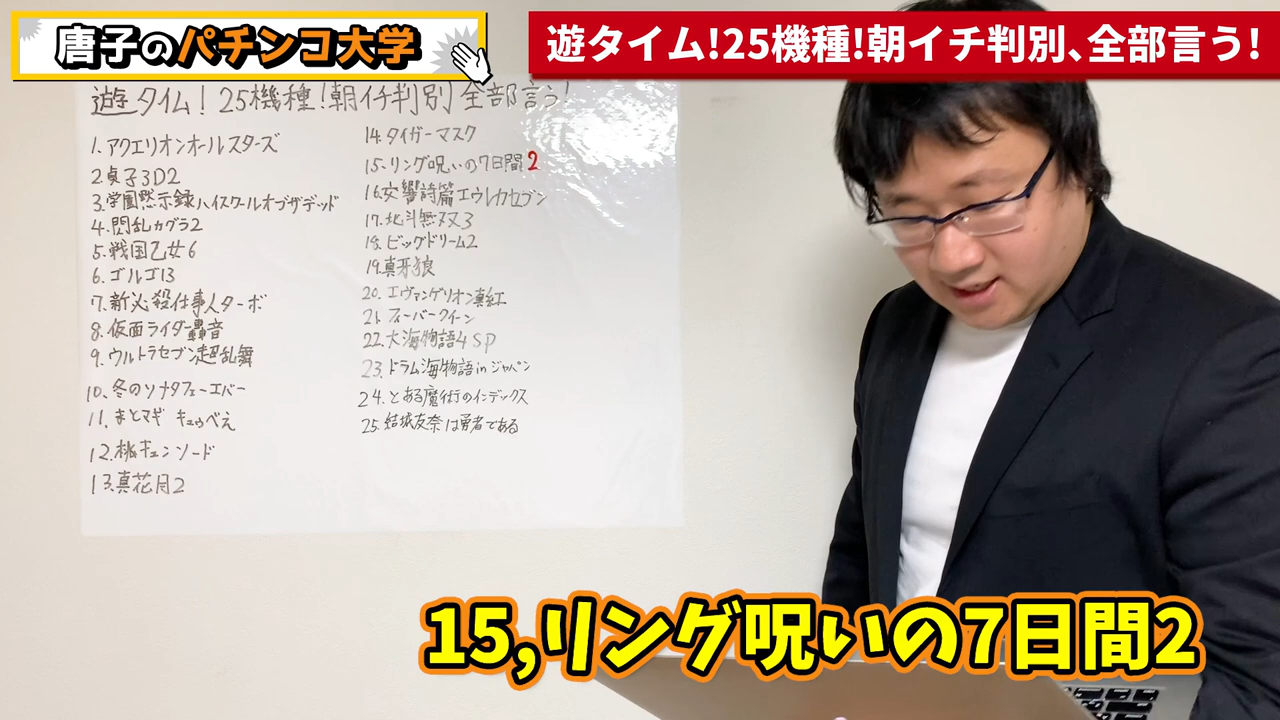 唐子のパチンコ大学
遊タイム!25機種!朝イチ判別、全部言う!
遊タイム!25機種!朝イチ判別 全部言う!
1.アクエリオンオールスターズ
2.貞子3D2
3.学園黙示録ハイスクールオブザデッド
4.閃乱カグラ2
5.戦国乙女6
6.ゴルゴ13
7.新必殺仕事人ターボ
8.仮面ライダー轟音
9.ウルトラセブン超乱舞
10.冬のソナタフォーエバー
11.まどマギ キュゥべえ
12.桃キュンソード
13.真花月2
14.タイガーマスク
15.リング呪いの7日間2
16.交響詩篇エウレカセブン
17.北斗無双3
18.ビッグドリーム2
19.真牙狼
20.エヴァンゲリオン真紅
21.フィーバークイーン
22.大海物語4SP
23.ドラム海物語inジャパン
24.とある魔術のインデックス
25.結城友奈は勇者である
15,リング呪いの7日間2